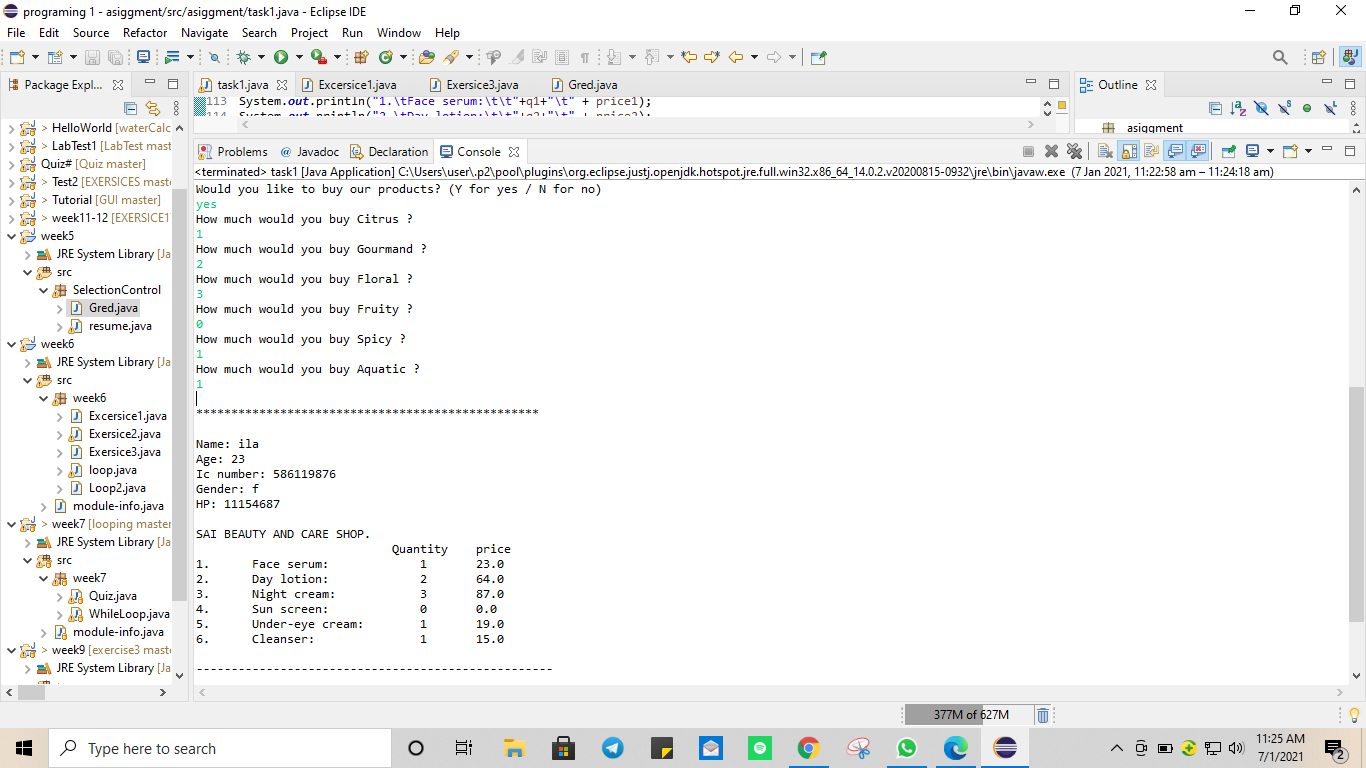 programing 1 - asiggment/src/asiggment/task1.java - Eclipse IDE
File Edit Source Refactor Navigate Search Project Run Window Help
Package Expl...
task1.java Excersice1.java Exersice3.java Gred.java
Outline
113 System.out.println("1.\tFace serum:\t\t"+q1+"\t" + price1);
114 System.out.println("2.\tDay lotion:\t\t"+q2+"\t" + price2);
asiggment
> HelloWorld [waterCalc
> LabTest1 [LabTest mast
Quiz# [Quiz master]
> Test2 [EXERSICES maste
> Tutorial [GUI master]
> week11-12 [EXERSICE1
week5
JRE System Library [Ja
src
SelectionControl
Gred.java
resume.java
week6
JRE System Library [Ja
src
week6
Excersice1.java
Exersice2.java
Exersice3.java
loop.java
Loop2.java
module-info.java
> week7 [looping master
JRE System Library [Ja
src
week7
Quiz.java
WhileLoop.java
module-info.java
> week9 [exercise3 mast
JRE System Library [Ja
Problems @ Javadoc Declaration Console
<terminated> task1 [Java Application] C:\Users\user\.p2\pool\plugins\org.eclipse.justj.openjdk.hotspot.jre.full.win32.x86_64_14.0.2.v20200815-0932\jre\bin\javaw.exe (7 Jan 2021, 11:22:58 am – 11:24:18 am)
Would you like to buy our products? (Y for yes / N for no)
yes
How much would you buy Citrus ?
1
How much would you buy Gourmand ?
2
How much would you buy Floral ?
3
How much would you buy Fruity ?
0
How much would you buy Spicy ?
1
How much would you buy Aquatic ?
1
*************************************************
Name: ila
Age: 23
Ic number: 586119876
Gender: f
HP: 11154687
SAI BEAUTY AND CARE SHOP.
Quantity price
1. Face serum: 1 23.0
2. Day lotion: 2 64.0
3. Night cream: 3 87.0
4. Sun screen: 0 0.0
5. Under-eye cream: 1 19.0
6. Cleanser: 1 15.0
---------------------------------------------------
377M of 627M
Type here to search
11:25 AM
7/1/2021
2